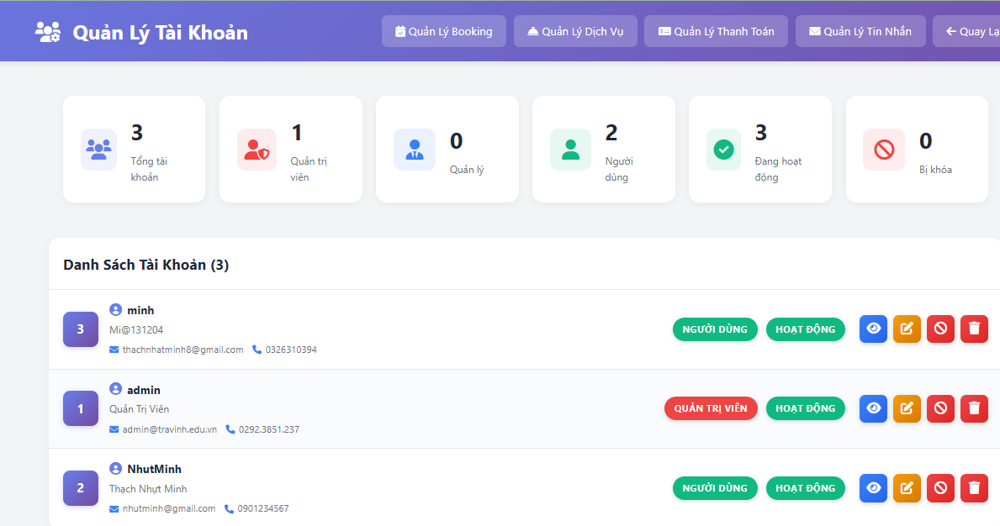 Quản Lý Tài Khoản
Quản Lý Booking
Quản Lý Dịch Vụ
Quản Lý Thanh Toán
Quản Lý Tin Nhắn
Quay Lạ
3
Tổng tài
khoản
1
Quản trị
viên
0
Quản lý
2
Người
dùng
3
Đang hoạt
động
0
Bị khóa
Danh Sách Tài Khoản (3)
3
minh
Mi@131204
thachnhatminh8@gmail.com 0326310394
NGƯỜI DÙNG
HOẠT ĐỘNG
1
admin
Quản Trị Viên
admin@travinh.edu.vn 0292.3851.237
QUẢN TRỊ VIÊN
HOẠT ĐỘNG
2
NhutMinh
Thạch Nhựt Minh
nhutminh@gmail.com 0901234567
NGƯỜI DÙNG
HOẠT ĐỘNG